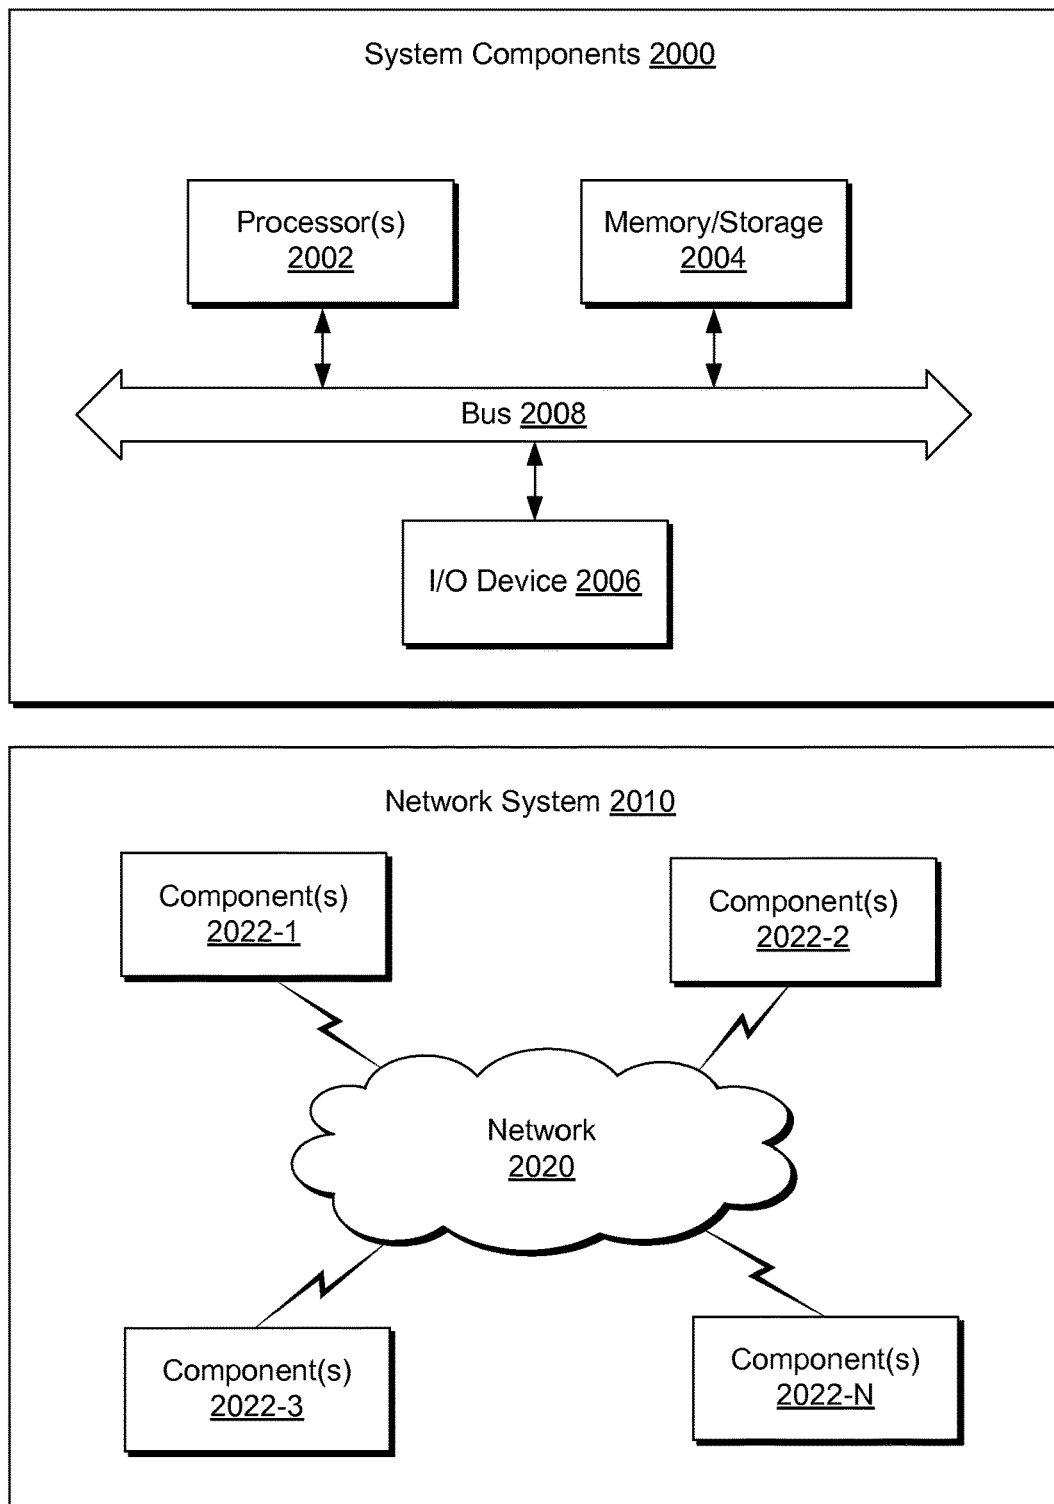 System Components 2000
Processor(s)
2002
Memory/Storage
2004
Bus 2008
I/O Device 2006
Network System 2010
Component(s)
2022-1
Component(s)
2022-2
Network
2020
Component(s)
2022-3
Component(s)
2022-N